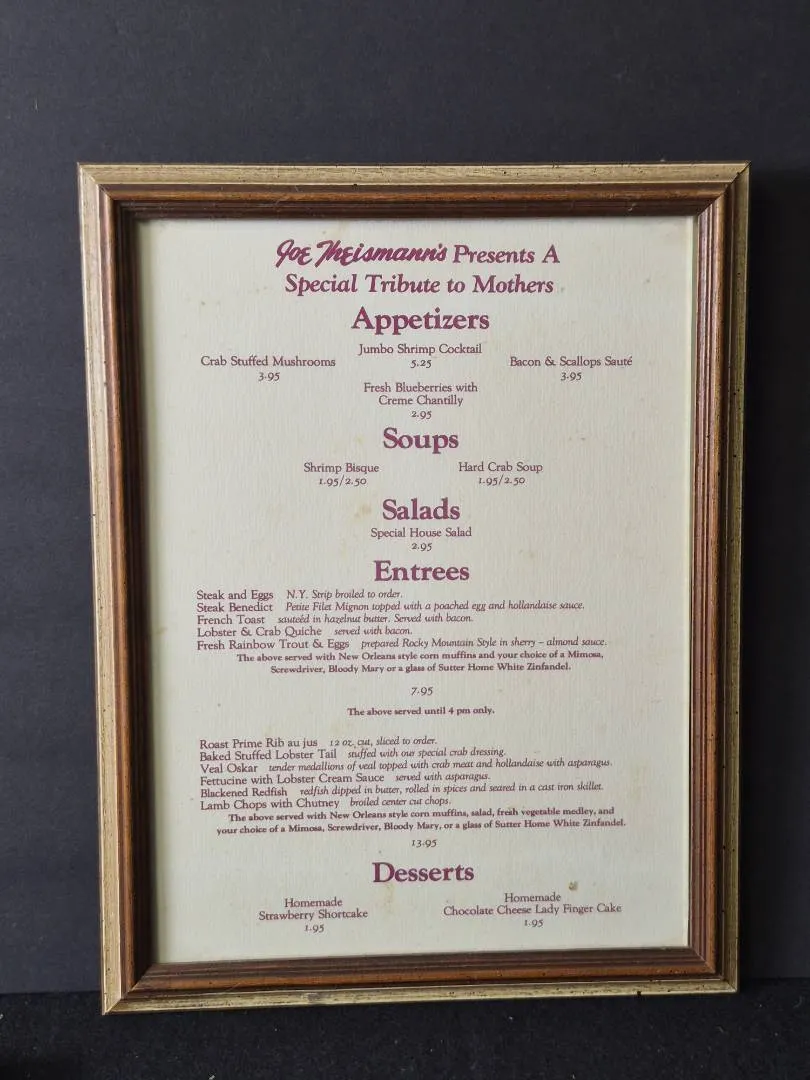 Joe Theismann's Presents A
Special Tribute to Mothers
Appetizers
Jumbo Shrimp Cocktail
5.25
Crab Stuffed Mushrooms
3.95
Bacon & Scallops Sauté
3.95
Fresh Blueberries with
Creme Chantilly
2.95
Soups
Shrimp Bisque
1.95/2.50
Hard Crab Soup
1.95/2.50
Salads
Special House Salad
2.95
Entrees
Steak and Eggs N.Y. Strip broiled to order.
Steak Benedict Petite Filet Mignon topped with a poached egg and hollandaise sauce.
French Toast sauteéd in hazelnut butter. Served with bacon.
Lobster & Crab Quiche served with bacon.
Fresh Rainbow Trout & Eggs prepared Rocky Mountain Style in sherry – almond sauce.
The above served with New Orleans style corn muffins and your choice of a Mimosa,
Screwdriver, Bloody Mary or a glass of Sutter Home White Zinfandel.
7.95
The above served until 4 pm only.
Roast Prime Rib au jus 12 oz. cut, sliced to order.
Baked Stuffed Lobster Tail stuffed with our special crab dressing.
Veal Oskar tender medallions of veal topped with crab meat and hollandaise with asparagus.
Fettucine with Lobster Cream Sauce served with asparagus.
Blackened Redfish redfish dipped in butter, rolled in spices and seared in a cast iron skillet.
Lamb Chops with Chutney broiled center cut chops.
The above served with New Orleans style corn muffins, salad, fresh vegetable medley, and
your choice of a Mimosa, Screwdriver, Bloody Mary, or a glass of Sutter Home White Zinfandel.
13.95
Desserts
Homemade
Strawberry Shortcake
1.95
Homemade
Chocolate Cheese Lady Finger Cake
1.95